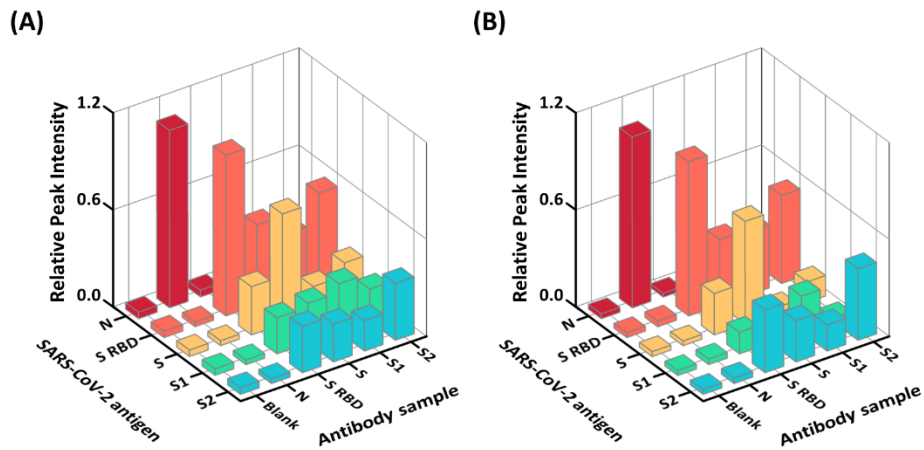 (A)
1.2
0.6
0.0
Relative Peak Intensity
N
S RBD
S
S1
S2
SARS-CoV-2 antigen
Blank
N
S RBD
S
S1
S2
Antibody sample
(B)
1.2
0.6
0.0
Relative Peak Intensity
N
S RBD
S
S1
S2
SARS-CoV-2 antigen
Blank
N
S RBD
S
S1
S2
Antibody sample